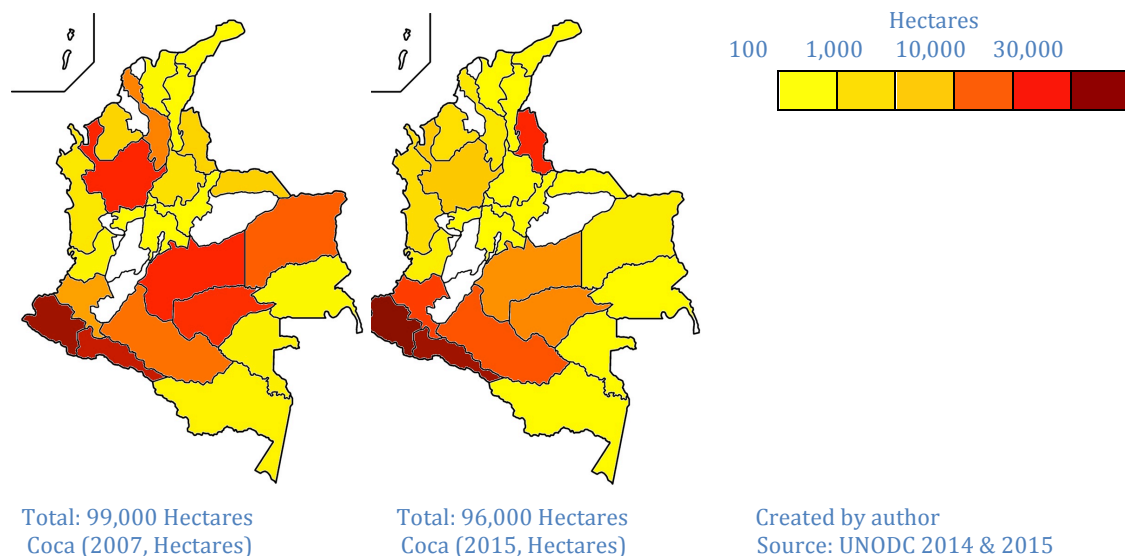 Hectares
100 1,000 10,000 30,000
Total: 99,000 Hectares
Coca (2007, Hectares)
Total: 96,000 Hectares
Coca (2015, Hectares)
Created by author
Source: UNODC 2014 & 2015